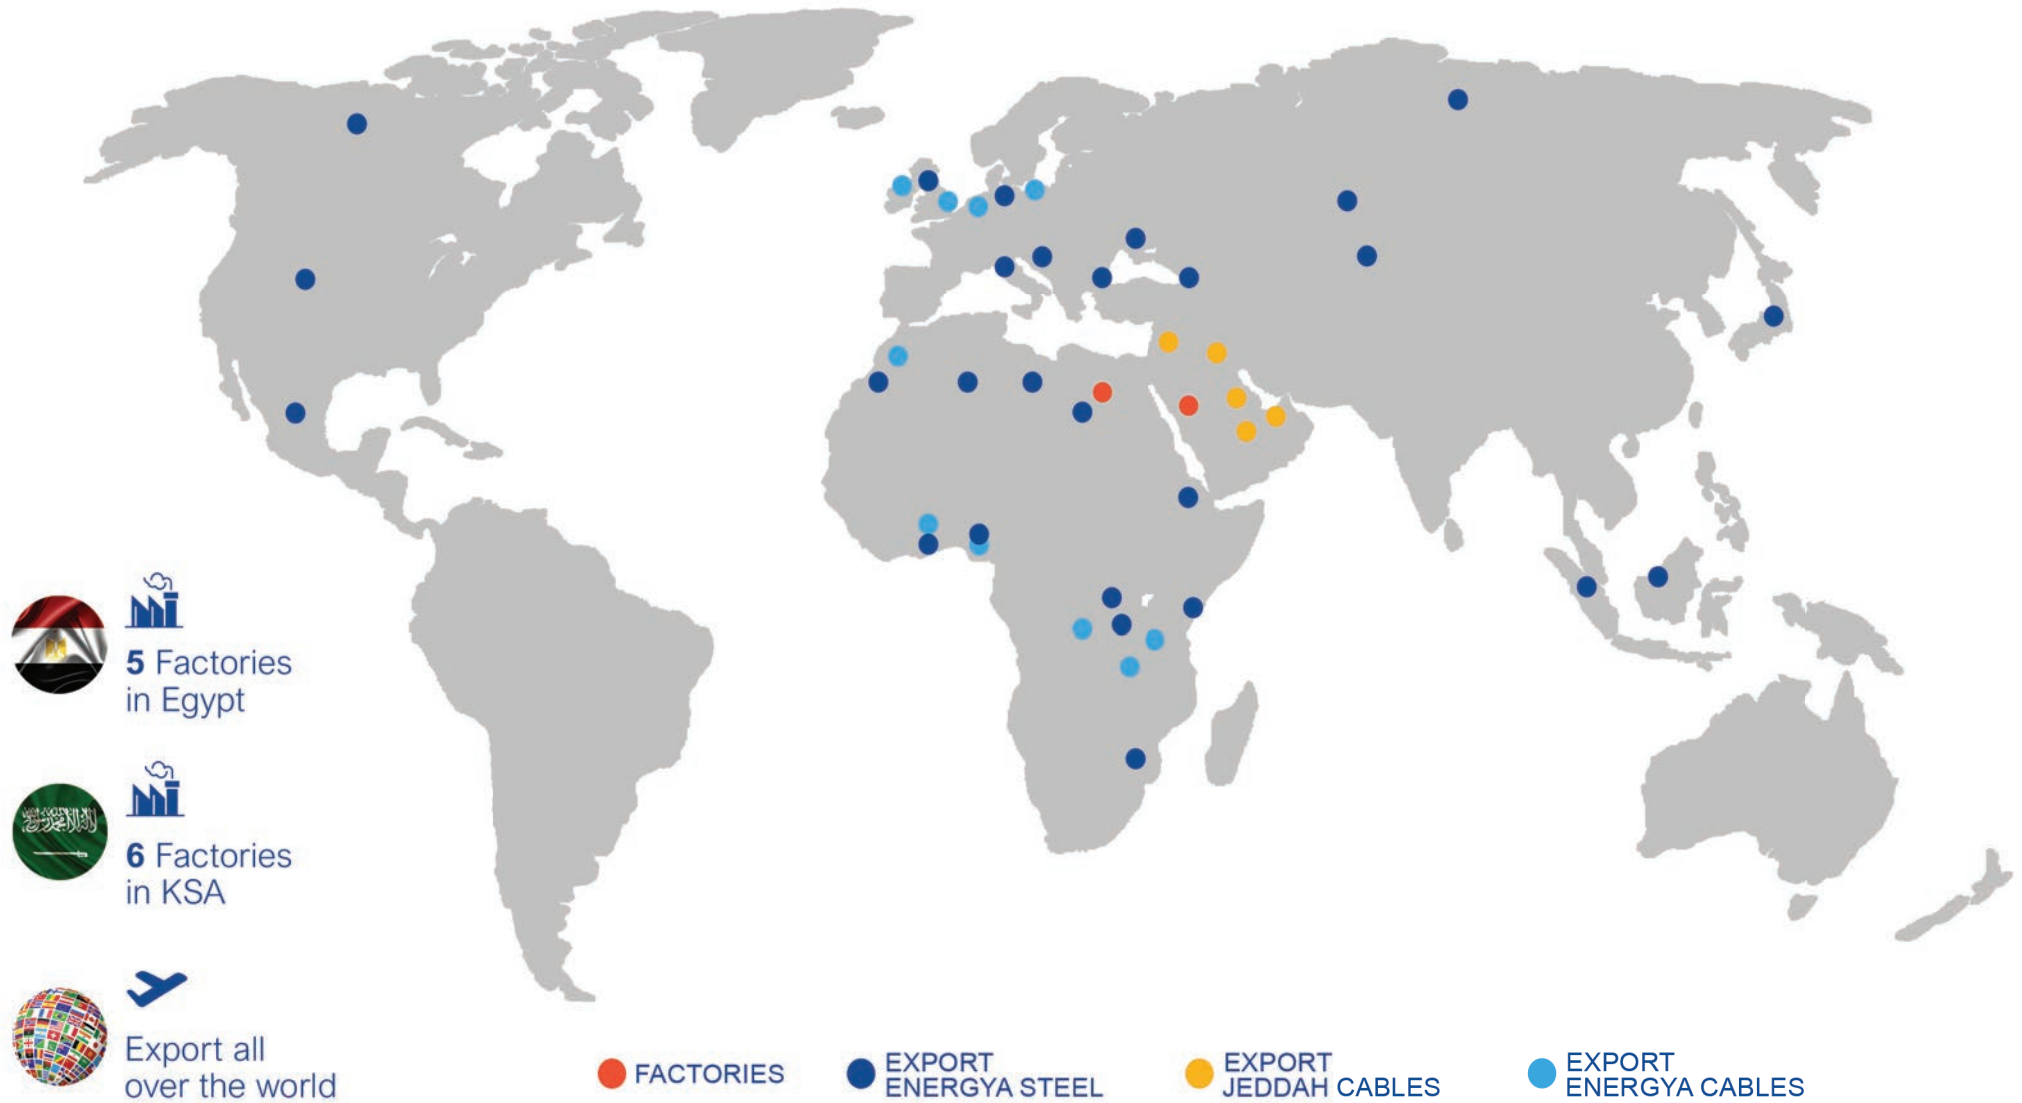 5 Factories
in Egypt
6 Factories
in KSA
Export all
over the world
FACTORIES
EXPORT
ENERGYA STEEL
EXPORT
JEDDAH CABLES
EXPORT
ENERGYA CABLES